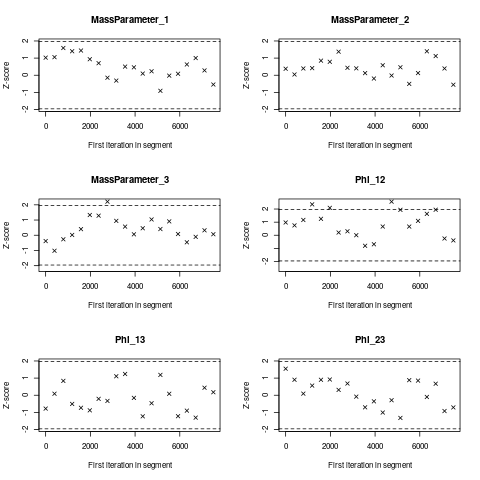 MassParameter_1
Z-score
2
1
0
-1
-2
0 2000 4000 6000
First iteration in segment
MassParameter_2
Z-score
2
1
0
-1
-2
0 2000 4000 6000
First iteration in segment
MassParameter_3
Z-score
2
1
0
-1
-2
0 2000 4000 6000
First iteration in segment
Phi_12
Z-score
2
1
0
-2
0 2000 4000 6000
First iteration in segment
Phi_13
Z-score
2
1
0
-1
-2
0 2000 4000 6000
First iteration in segment
Phi_23
Z-score
2
1
0
-1
-2
0 2000 4000 6000
First iteration in segment